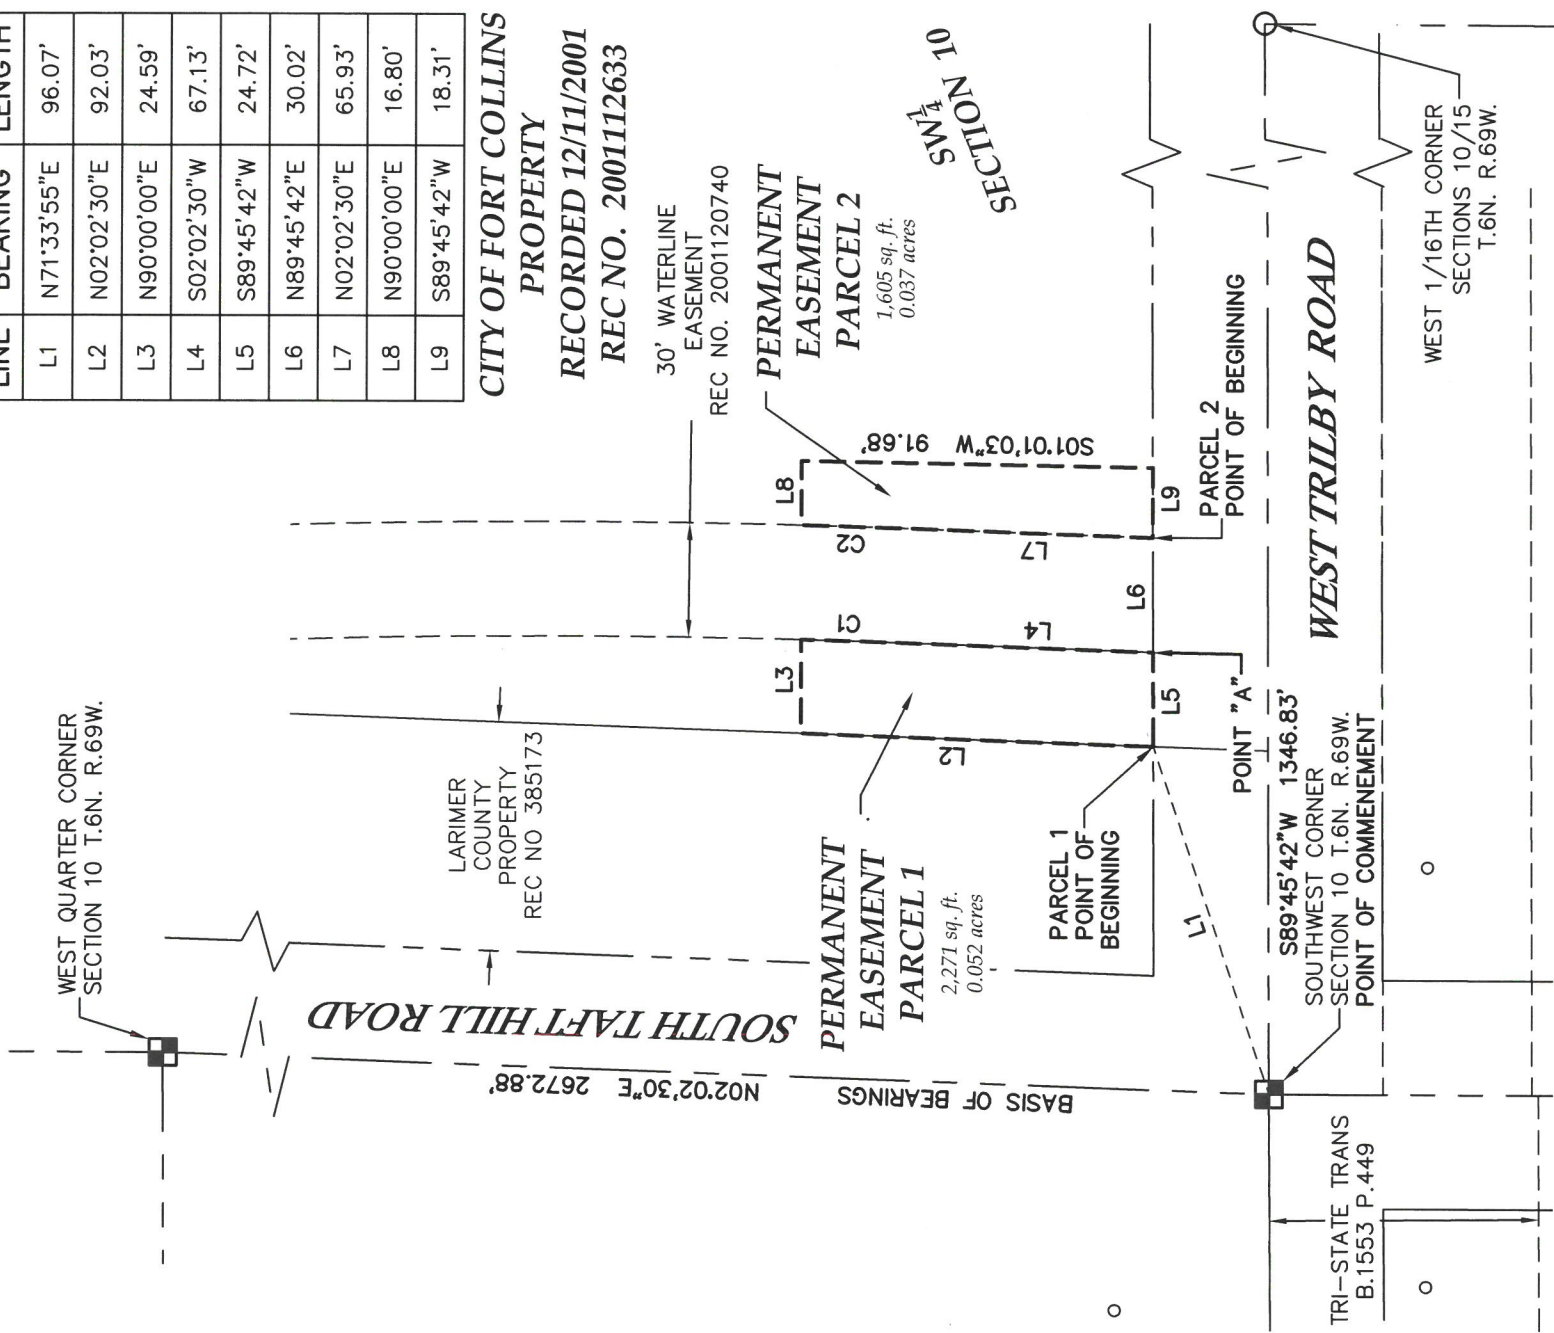 LINE BEARING LENGTH
L1 N71°33'55"E 96.07'
L2 N02°02'30"E 92.03'
L3 N90°00'00"E 24.59'
L4 S02°02'30"W 67.13'
L5 S89°45'42"W 24.72'
L6 N89°45'42"E 30.02'
L7 N02°02'30"E 65.93'
L8 N90°00'00"E 16.80'
L9 S89°45'42"W 18.31'
CITY OF FORT COLLINS
PROPERTY
RECORDED 12/11/2001
REC NO. 2001112633
WEST QUARTER CORNER
SECTION 10 T.6N. R.69W.
30' WATERLINE
EASEMENT
REC NO. 2001120740
LARIMER
COUNTY
PROPERTY
REC NO 385173
PERMANENT
EASEMENT
PARCEL 2
1,605 sq. ft.
0.037 acres
SW 1/4
SECTION 10
SOUTH TAFT HILL ROAD
BASIS OF BEARINGS N02°02'30"E 2672.88'
PERMANENT
EASEMENT
PARCEL 1
2,271 sq. ft.
0.052 acres
L3
L8
C1
C2
L2
L4
L7
S01°01'03"W 91.68'
L5
L6
L9
PARCEL 1
POINT OF
BEGINNING
POINT "A"
PARCEL 2
POINT OF BEGINNING
L1
S89°45'42"W 1346.83'
SOUTHWEST CORNER
SECTION 10 T.6N. R.69W.
POINT OF COMMENEMENT
WEST TRILBY ROAD
WEST 1/16TH CORNER
SECTIONS 10/15
T.6N. R.69W.
TRI-STATE TRANS
B.1553 P.449